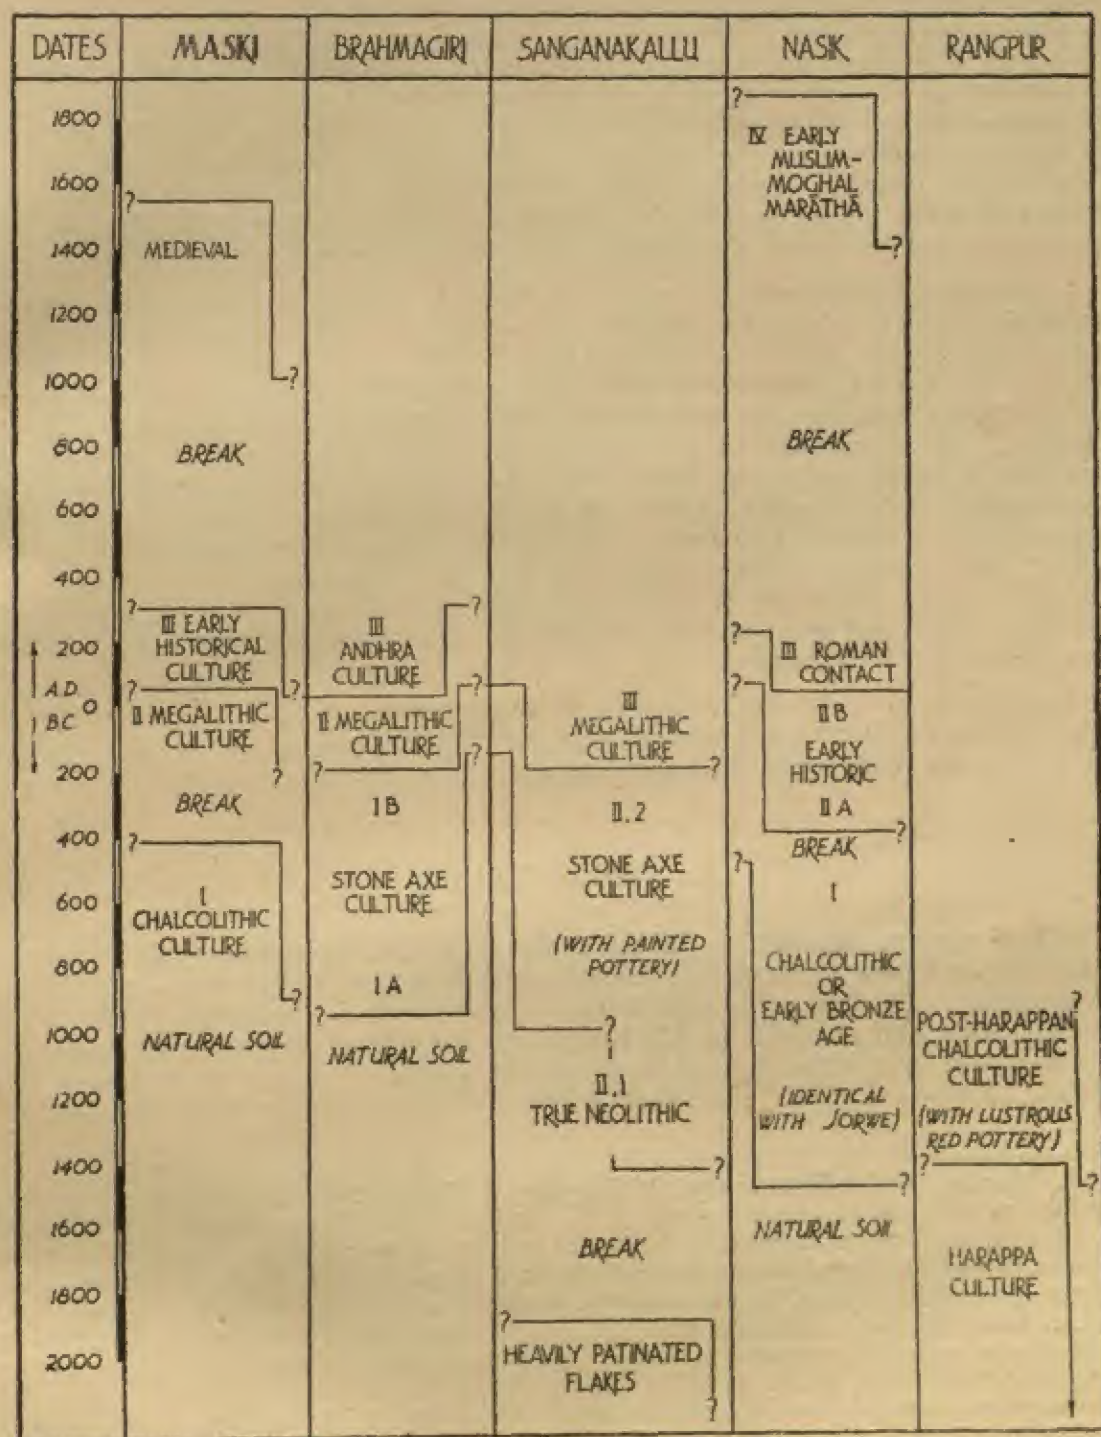 DATES
MASKI
BRAHMAGIRI
SANGANAKALLU
NASIK
RANGPUR
1800
1600
1400
1200
1000
800
600
400
200
A.D.
0
B.C
200
400
600
800
1000
1200
1400
1600
1800
2000
?
MEDIEVAL
?
BREAK
?
III EARLY
HISTORICAL
CULTURE
?
?
II MEGALITHIC
CULTURE
?
BREAK
?
I
CHALCOLITHIC
CULTURE
?
NATURAL SOIL
?
III
ANDHRA
CULTURE
?
II MEGALITHIC
CULTURE
?
?
I B
STONE AXE
CULTURE
I A
?
NATURAL SOIL
III
MEGALITHIC
CULTURE
?
II.2
STONE AXE
CULTURE
(WITH PAINTED
POTTERY)
?
II.1
TRUE NEOLITHIC
?
BREAK
?
HEAVILY PATINATED
FLAKES
?
?
IV EARLY
MUSLIM-
MOGHAL
MARĀTHĀ
?
BREAK
?
III ROMAN
CONTACT
?
II B
EARLY
HISTORIC
II A
?
BREAK
?
I
CHALCOLITHIC
OR
EARLY BRONZE
AGE
(IDENTICAL
WITH JORWE)
?
NATURAL SOIL
?
POST-HARAPPAN
CHALCOLITHIC
CULTURE
(WITH LUSTROUS
RED POTTERY)
?
?
HARAPPA
CULTURE